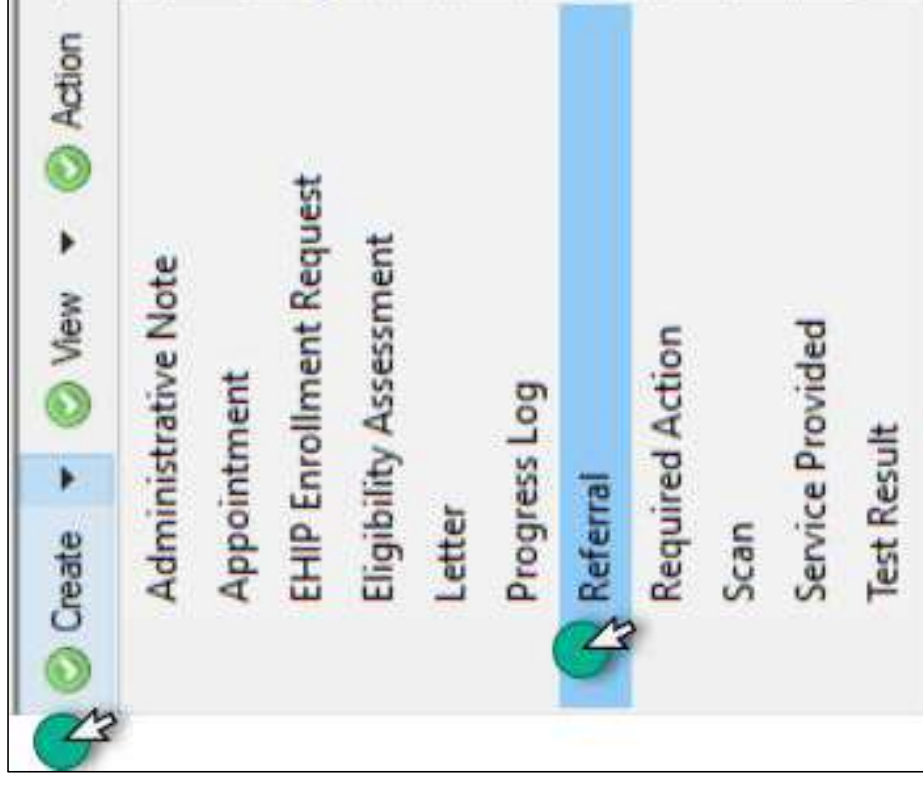 Create View Action
Administrative Note
Appointment
EHIP Enrollment Request
Eligibility Assessment
Letter
Progress Log
Referral
Required Action
Scan
Service Provided
Test Result